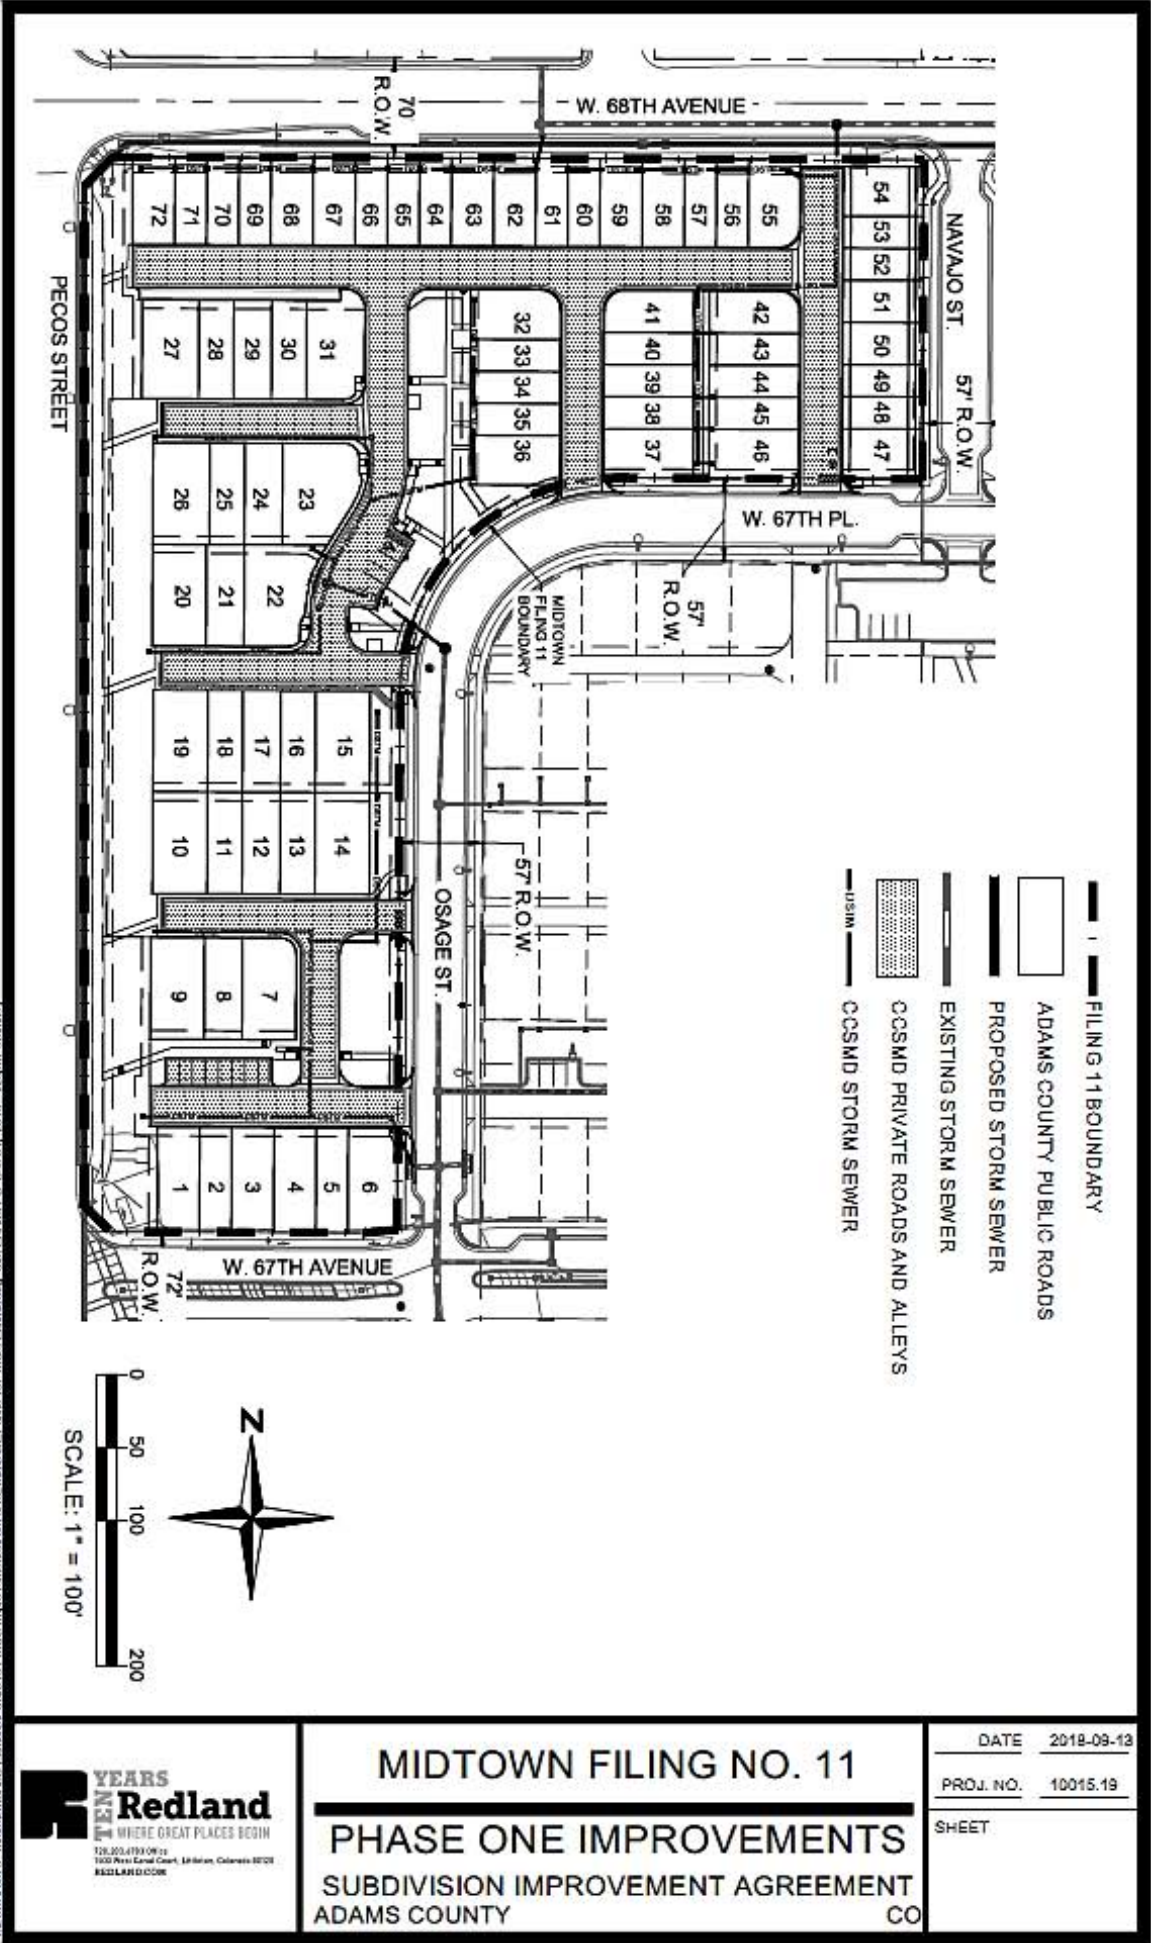 W. 68TH AVENUE
70'
R.O.W.
72 71 70 69 68 67 66 65 64 63 62 61 60 59 58 57 56 55
54
53
52
51
50
49
48
47
NAVAJO ST.
57' R.O.W.
27 28 29 30 31
32
33
34
35
36
41
40
39
38
37
42
43
44
45
46
PECOS STREET
26 25 24 23
20 21 22
W. 67TH PL.
57'
R.O.W.
MIDTOWN
FILING 11
BOUNDARY
19 18 17 16 15
10 11 12 13 14
57' R.O.W.
OSAGE ST.
9 8 7
1 2 3 4 5 6
W. 67TH AVENUE
72'
R.O.W.
FILING 11 BOUNDARY
ADAMS COUNTY PUBLIC ROADS
PROPOSED STORM SEWER
EXISTING STORM SEWER
CCSMD PRIVATE ROADS AND ALLEYS
CCSMD STORM SEWER
N
0 50 100 200
SCALE: 1" = 100'
TEN YEARS
Redland
WHERE GREAT PLACES BEGIN
REDLAND.COM
MIDTOWN FILING NO. 11
PHASE ONE IMPROVEMENTS
SUBDIVISION IMPROVEMENT AGREEMENT
ADAMS COUNTY CO
DATE 2018-09-13
PROJ. NO. 10015.19
SHEET